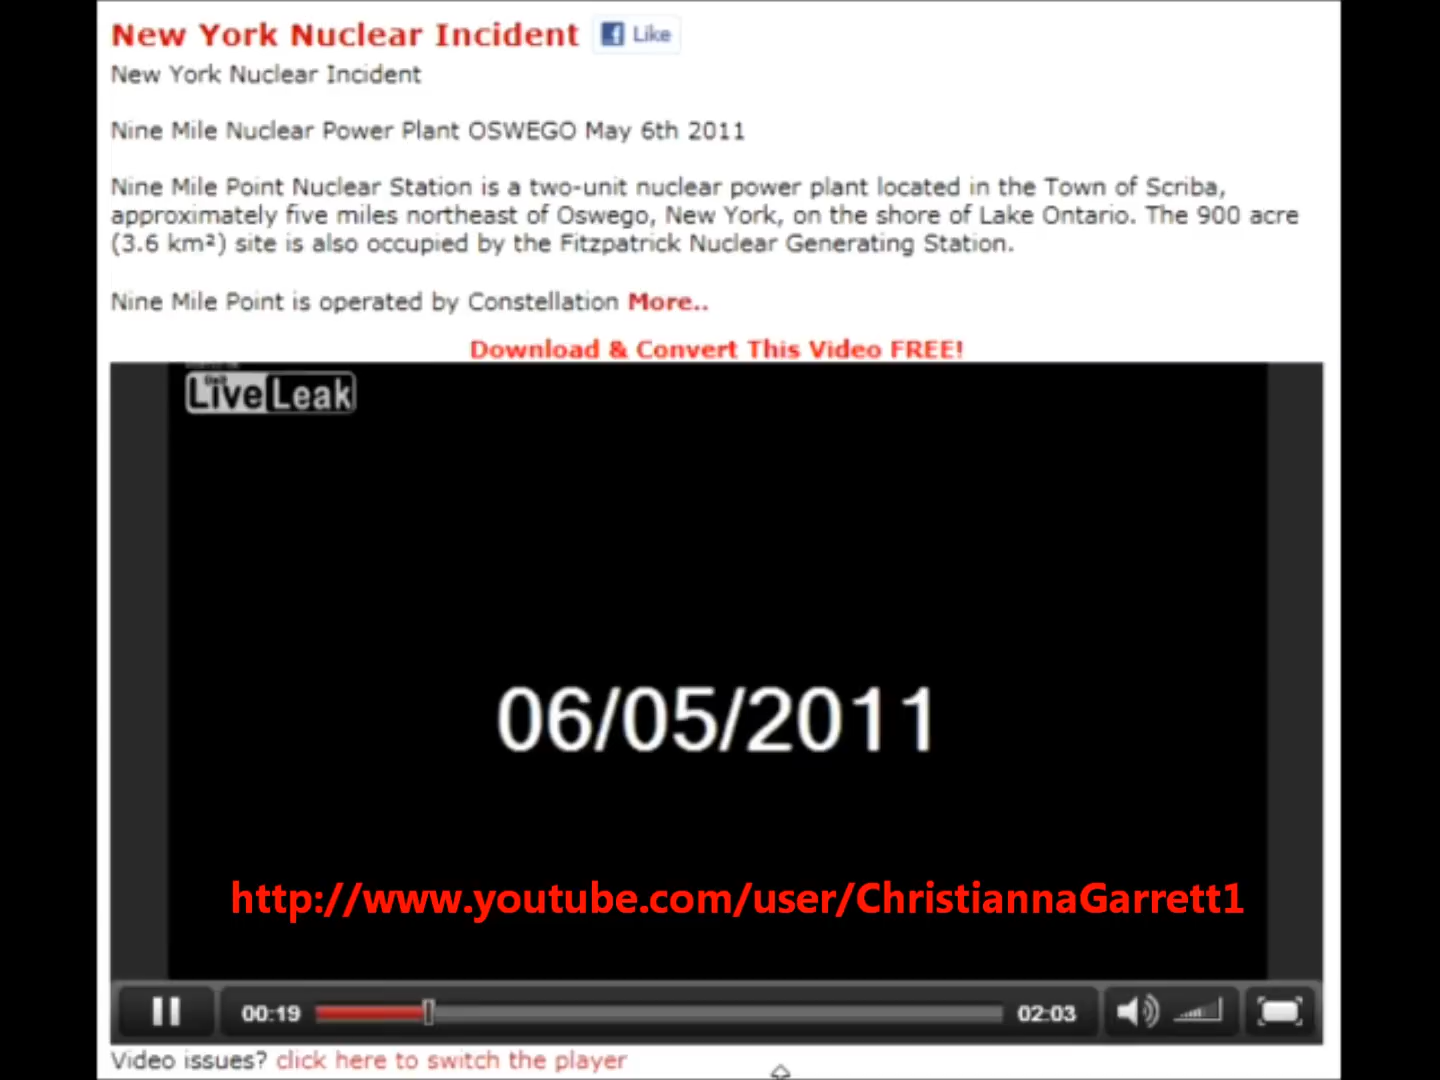 New York Nuclear Incident Like
New York Nuclear Incident
Nine Mile Nuclear Power Plant OSWEGO May 6th 2011
Nine Mile Point Nuclear Station is a two-unit nuclear power plant located in the Town of Scriba,
approximately five miles northeast of Oswego, New York, on the shore of Lake Ontario. The 900 acre
(3.6 km²) site is also occupied by the Fitzpatrick Nuclear Generating Station.
Nine Mile Point is operated by Constellation More..
Download & Convert This Video FREE!
LiveLeak
06/05/2011
http://www.youtube.com/user/ChristiannaGarrett1
00:19 02:03
Video issues? click here to switch the player